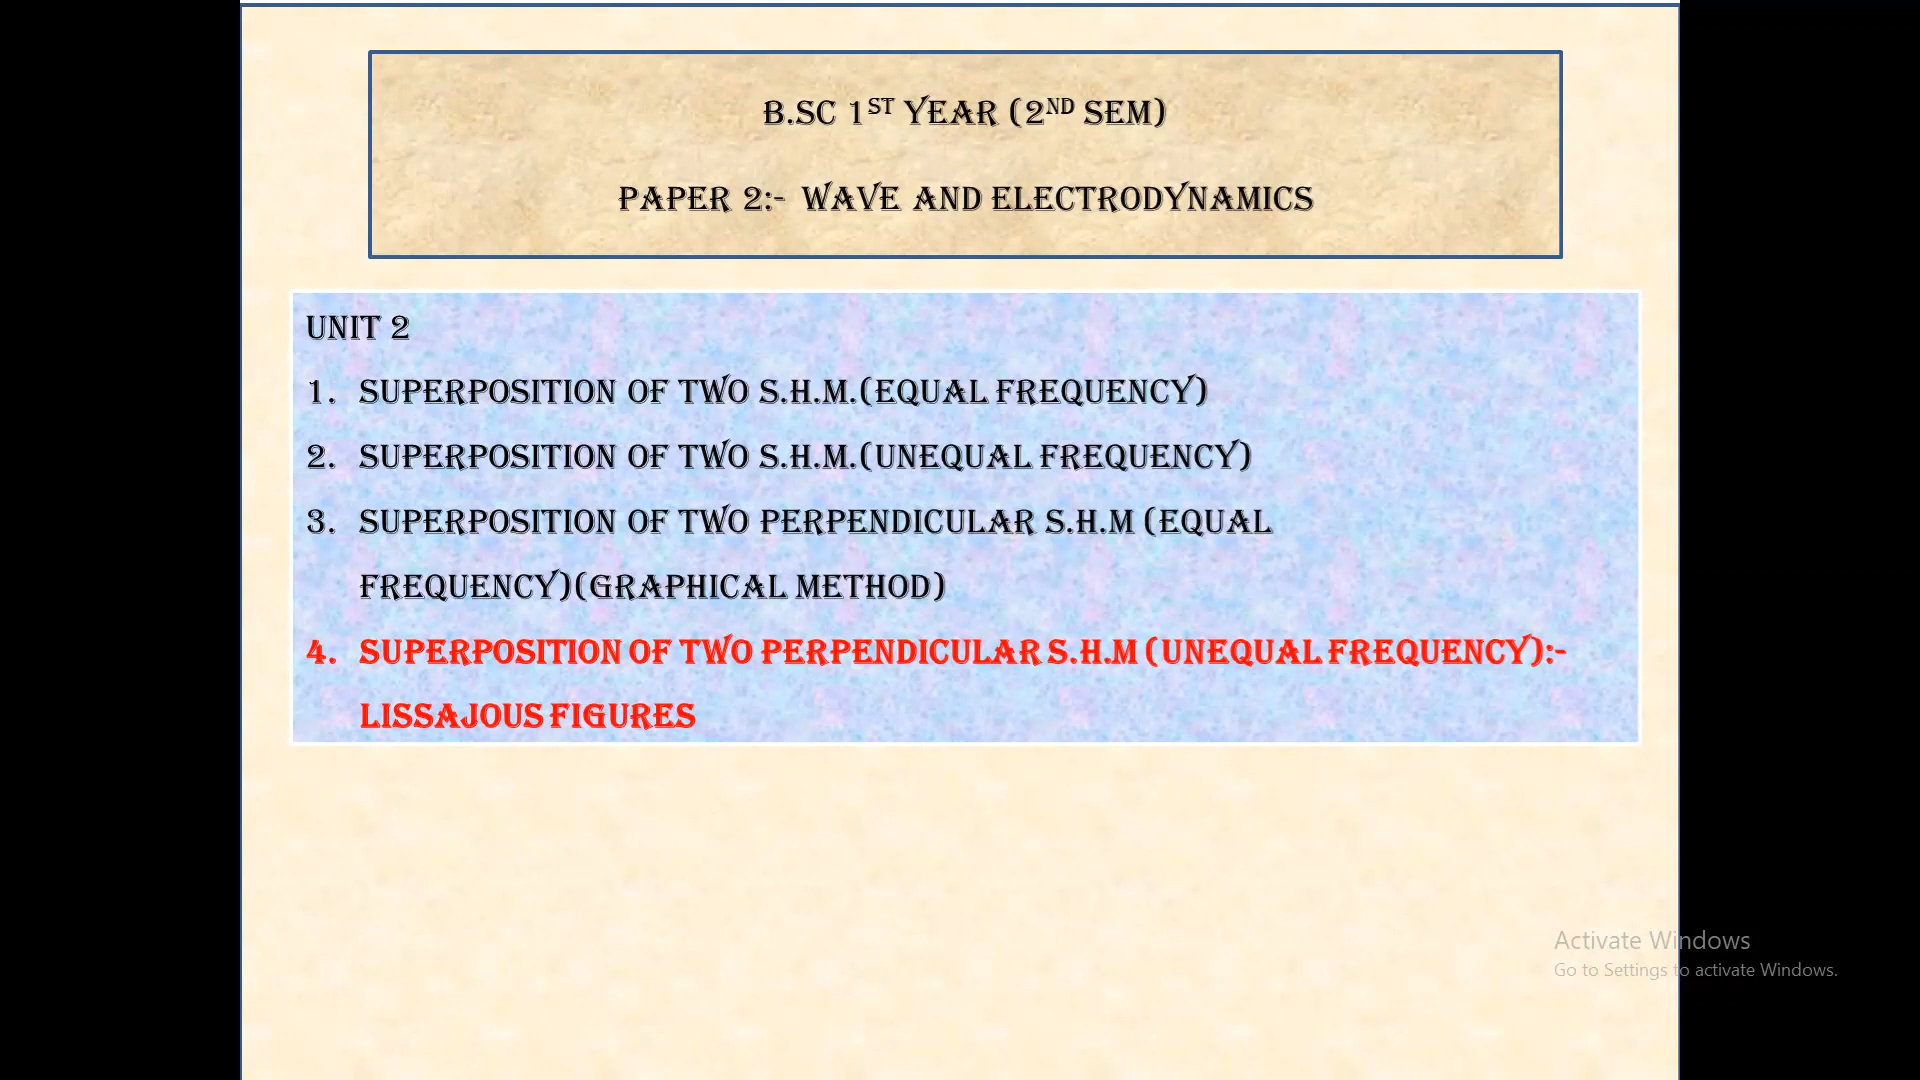 B.SC 1ST YEAR (2ND SEM)
PAPER 2:- WAVE AND ELECTRODYNAMICS
UNIT 2
1. SUPERPOSITION OF TWO S.H.M.(EQUAL FREQUENCY)
2. SUPERPOSITION OF TWO S.H.M.(UNEQUAL FREQUENCY)
3. SUPERPOSITION OF TWO PERPENDICULAR S.H.M (EQUAL
FREQUENCY)(GRAPHICAL METHOD)
4. SUPERPOSITION OF TWO PERPENDICULAR S.H.M (UNEQUAL FREQUENCY):-
LISSAJOUS FIGURES
Activate Windows
Go to Settings to activate Windows.